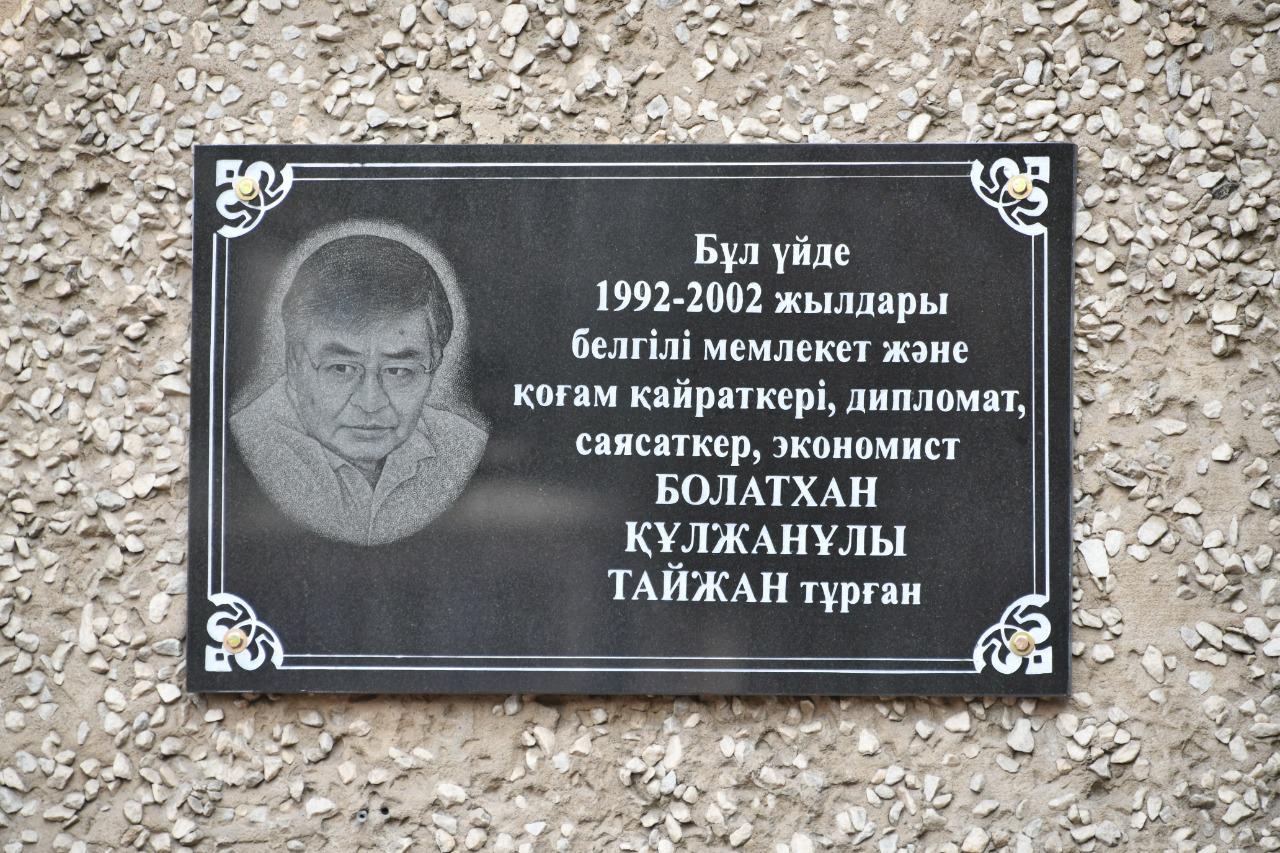 Бұл үйде
1992-2002 жылдары
белгілі мемлекет және
қоғам қайраткері, дипломат,
саясаткер, экономист
БОЛАТХАН
ҚҰЛЖАНҰЛЫ
ТАЙЖАН тұрған